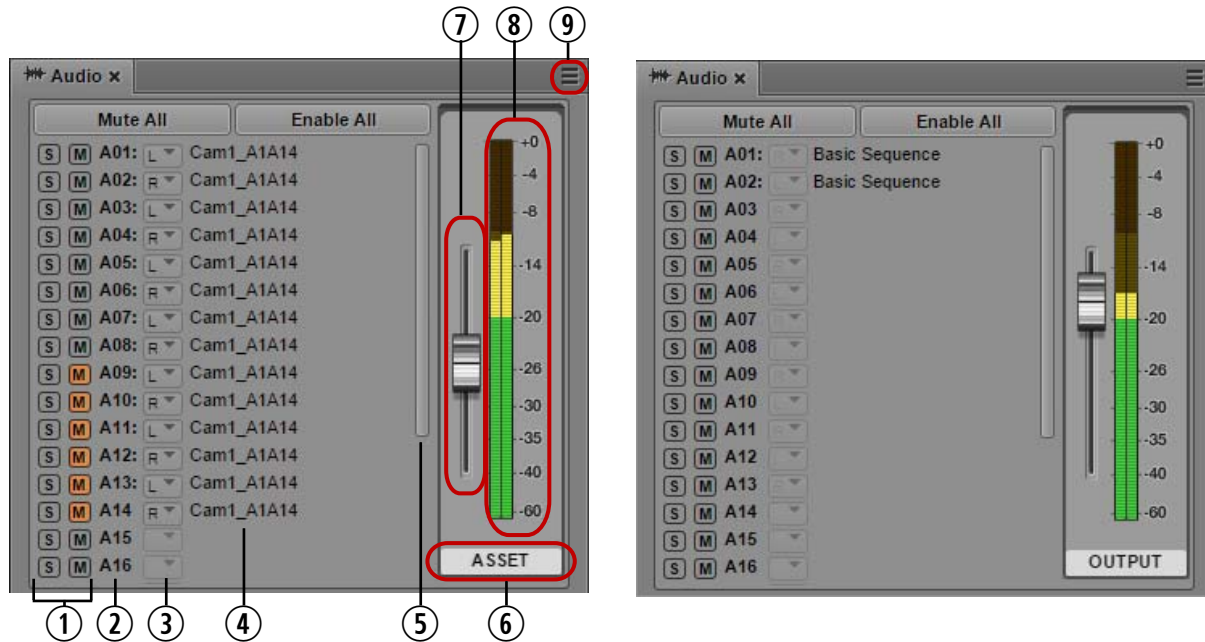 7 8 9
Audio ×
Mute All Enable All
S M A01: L Cam1_A1A14
S M A02: R Cam1_A1A14
S M A03: L Cam1_A1A14
S M A04: R Cam1_A1A14
S M A05: L Cam1_A1A14
S M A06: R Cam1_A1A14
S M A07: L Cam1_A1A14
S M A08: R Cam1_A1A14
S M A09: L Cam1_A1A14
S M A10: R Cam1_A1A14
S M A11: L Cam1_A1A14
S M A12: R Cam1_A1A14
S M A13: L Cam1_A1A14
S M A14 R Cam1_A1A14
S M A15
S M A16
+0
-4
-8
-14
-20
-26
-30
-35
-40
-60
ASSET
1 2 3 4 5 6
Audio ×
Mute All Enable All
S M A01: Basic Sequence
S M A02: Basic Sequence
S M A03
S M A04
S M A05
S M A06
S M A07
S M A08
S M A09
S M A10
S M A11
S M A12
S M A13
S M A14
S M A15
S M A16
+0
-4
-8
-14
-20
-26
-30
-35
-40
-60
OUTPUT